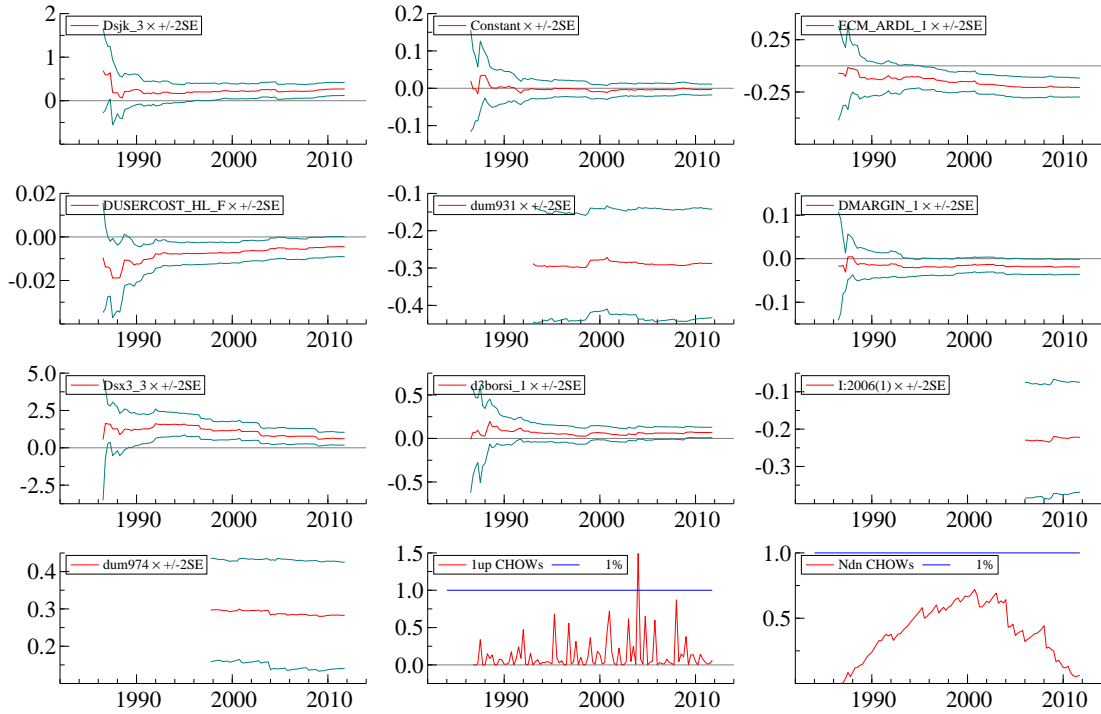 Dsjk_3 × +/-2SE
2
1
0
1990 2000 2010
Constant × +/-2SE
0.2
0.1
0.0
-0.1
1990 2000 2010
ECM_ARDL_1 × +/-2SE
0.25
-0.25
1990 2000 2010
DUSERCOST_HL_F × +/-2SE
0.02
0.00
-0.02
1990 2000 2010
dum931 × +/-2SE
-0.1
-0.2
-0.3
-0.4
1990 2000 2010
DMARGIN_1 × +/-2SE
0.1
0.0
-0.1
1990 2000 2010
Dsx3_3 × +/-2SE
5.0
2.5
0.0
-2.5
1990 2000 2010
d3borsi_1 × +/-2SE
0.5
0.0
-0.5
1990 2000 2010
I:2006(1) × +/-2SE
-0.1
-0.2
-0.3
1990 2000 2010
dum974 × +/-2SE
0.4
0.3
0.2
1990 2000 2010
1up CHOWs 1%
1.5
1.0
0.5
0.0
1990 2000 2010
Ndn CHOWs 1%
1.0
0.5
1990 2000 2010